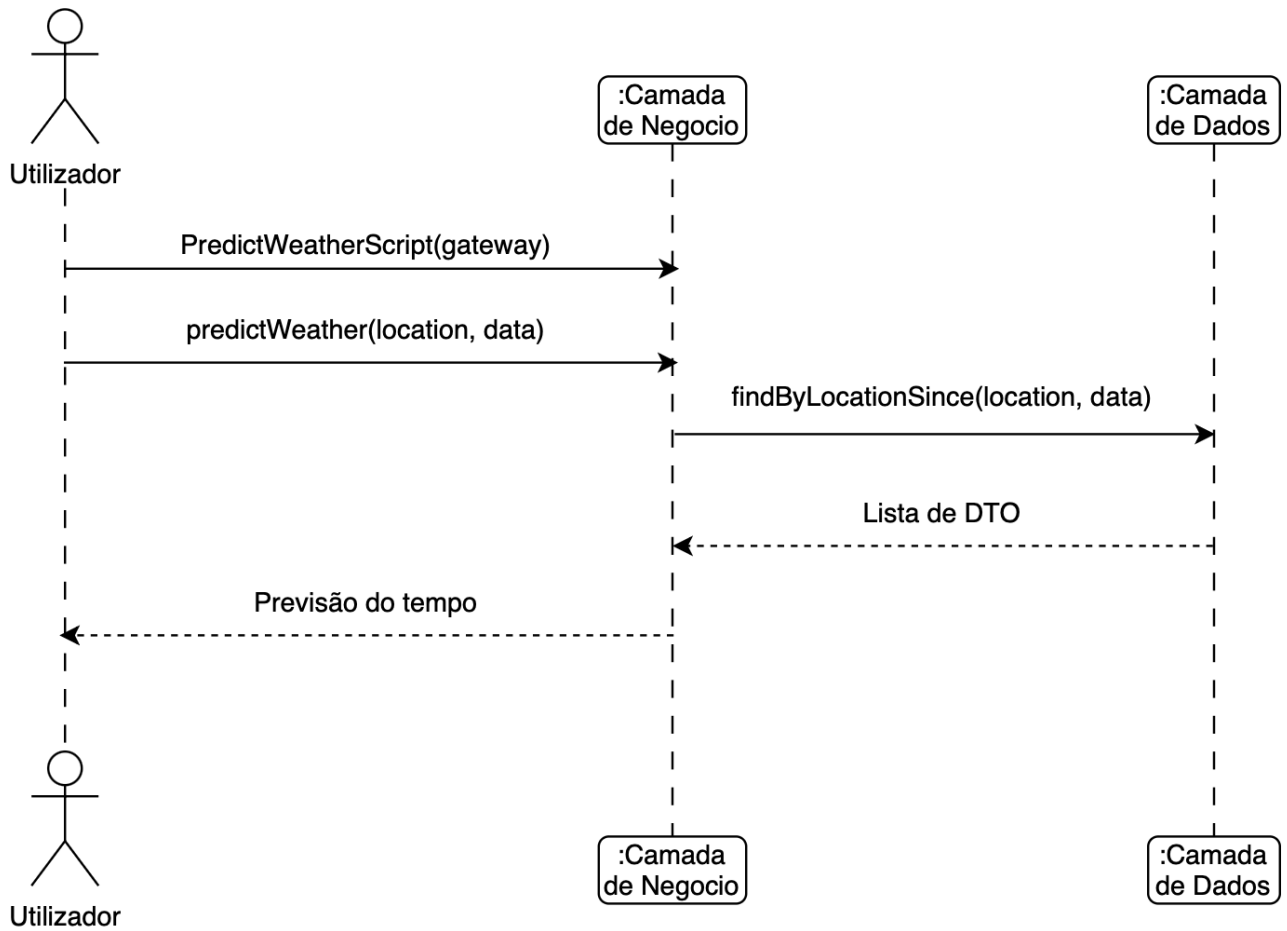 :Camada
de Negocio
:Camada
de Dados
Utilizador
PredictWeatherScript(gateway)
predictWeather(location, data)
findByLocationSince(location, data)
Lista de DTO
Previsão do tempo
:Camada
de Negocio
:Camada
de Dados
Utilizador